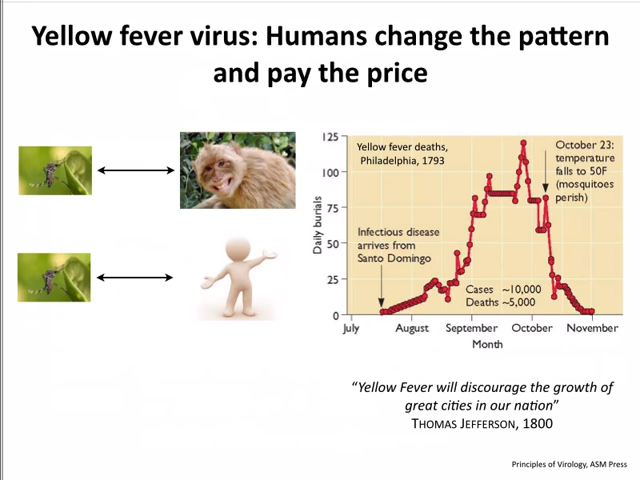 Yellow fever virus: Humans change the pattern
and pay the price
Yellow fever deaths,
Philadelphia, 1793
October 23:
temperature
falls to 50F
(mosquitoes
perish)
Infectious disease
arrives from
Santo Domingo
Cases ~10,000
Deaths ~5,000
Daily burials
125
100
75
50
25
0
July August September October November
Month
“Yellow Fever will discourage the growth of
great cities in our nation”
THOMAS JEFFERSON, 1800
Principles of Virology, ASM Press